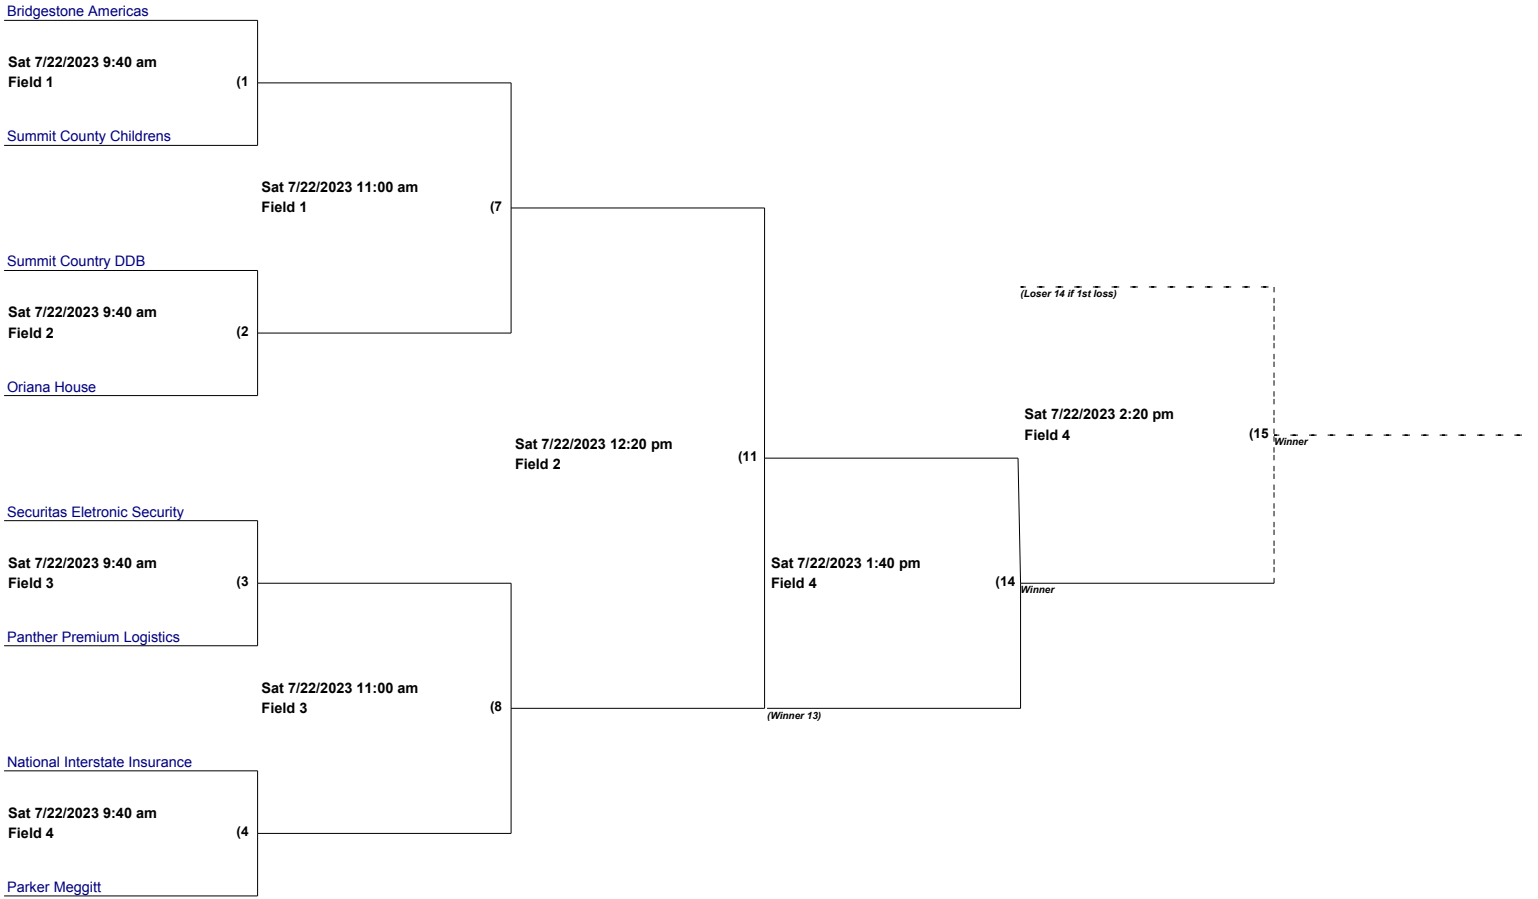 Bridgestone Americas
Sat 7/22/2023 9:40 am
Field 1
(1
Summit County Childrens
Sat 7/22/2023 11:00 am
Field 1
(7
Summit Country DDB
Sat 7/22/2023 9:40 am
Field 2
(2
Oriana House
(Loser 14 if 1st loss)
Sat 7/22/2023 12:20 pm
Field 2
(11
Sat 7/22/2023 2:20 pm
Field 4
(15
Winner
Securitas Eletronic Security
Sat 7/22/2023 9:40 am
Field 3
(3
Panther Premium Logistics
Sat 7/22/2023 1:40 pm
Field 4
(14
Winner
Sat 7/22/2023 11:00 am
Field 3
(8
(Winner 13)
National Interstate Insurance
Sat 7/22/2023 9:40 am
Field 4
(4
Parker Meggitt